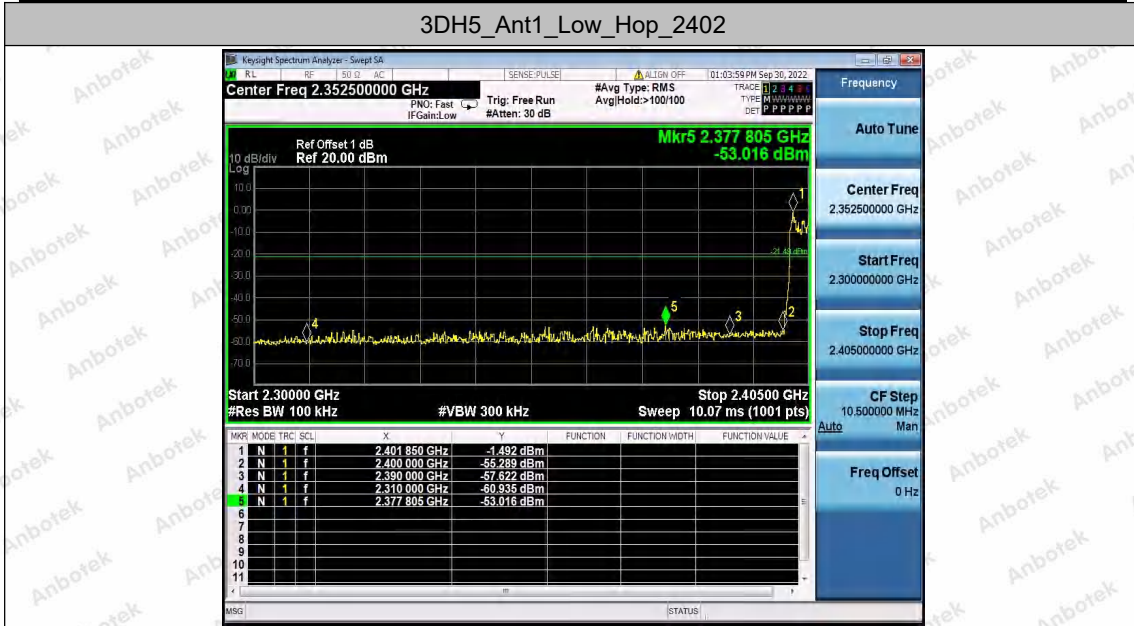 3DH5_Ant1_Low_Hop_2402
Keysight Spectrum Analyzer - Swept SA
RL RF 50 Ω AC SENSE:PULSE ALIGN OFF 01:03:59 PM Sep 30, 2022
Center Freq 2.352500000 GHz
PNO: Fast
IFGain:Low
Trig: Free Run
#Atten: 30 dB
#Avg Type: RMS
Avg|Hold:>100/100
TRACE 1 2 3 4 5 6
TYPE M W W W W W
DET P P P P P P
Mkr5 2.377 805 GHz
-53.016 dBm
Ref Offset 1 dB
10 dB/div Ref 20.00 dBm
Log
10.0
0.00
-10.0
-20.0
-30.0
-40.0
-50.0
-60.0
-70.0
-21.49 dBm
1
2
3
4
5
Start 2.30000 GHz Stop 2.40500 GHz
#Res BW 100 kHz #VBW 300 kHz Sweep 10.07 ms (1001 pts)
MKR MODE TRC SCL X Y FUNCTION FUNCTION WIDTH FUNCTION VALUE
1 N 1 f 2.401 850 GHz -1.492 dBm
2 N 1 f 2.400 000 GHz -55.289 dBm
3 N 1 f 2.390 000 GHz -57.622 dBm
4 N 1 f 2.310 000 GHz -60.935 dBm
5 N 1 f 2.377 805 GHz -53.016 dBm
6
7
8
9
10
11
MSG STATUS
Frequency
Auto Tune
Center Freq
2.352500000 GHz
Start Freq
2.300000000 GHz
Stop Freq
2.405000000 GHz
CF Step
10.500000 MHz
Auto Man
Freq Offset
0 Hz
Anbotek